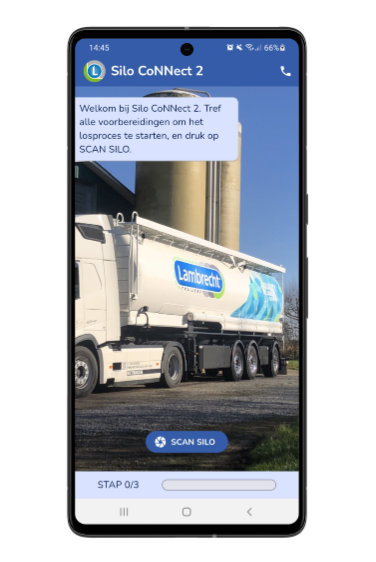 14:45
66%
Silo CoNNect 2
Welkom bij Silo CoNNect 2. Tref
alle voorbereidingen om het
losproces te starten, en druk op
SCAN SILO.
Lambrecht
SCAN SILO
STAP 0/3